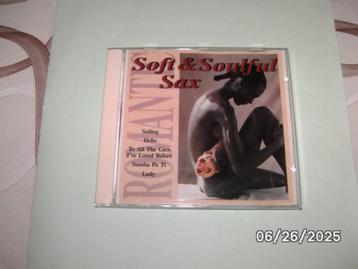 Soft & Soulful
Sax
ROMANTIC
Sailing
Hello
To All The Girls
I've Loved Before
Samba Pa Ti
Lady
06/26/2025